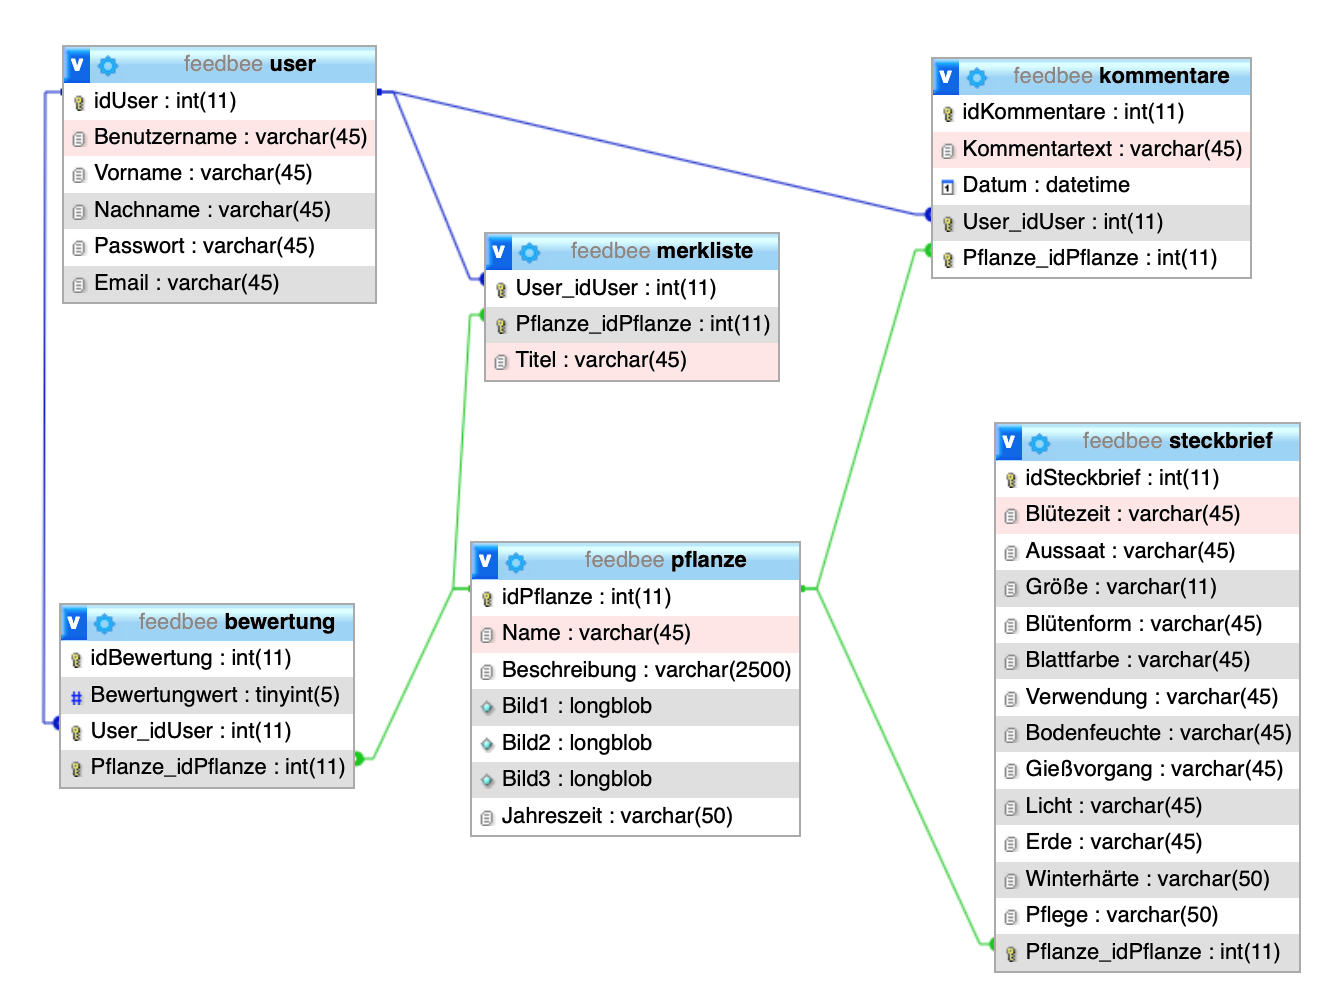 feedbee user
idUser : int(11)
Benutzername : varchar(45)
Vorname : varchar(45)
Nachname : varchar(45)
Passwort : varchar(45)
Email : varchar(45)
feedbee kommentare
idKommentare : int(11)
Kommentartext : varchar(45)
Datum : datetime
User_idUser : int(11)
Pflanze_idPflanze : int(11)
feedbee merkliste
User_idUser : int(11)
Pflanze_idPflanze : int(11)
Titel : varchar(45)
feedbee steckbrief
idSteckbrief : int(11)
Blütezeit : varchar(45)
Aussaat : varchar(45)
Größe : varchar(11)
Blütenform : varchar(45)
Blattfarbe : varchar(45)
Verwendung : varchar(45)
Bodenfeuchte : varchar(45)
Gießvorgang : varchar(45)
Licht : varchar(45)
Erde : varchar(45)
Winterhärte : varchar(50)
Pflege : varchar(50)
Pflanze_idPflanze : int(11)
feedbee pflanze
idPflanze : int(11)
Name : varchar(45)
Beschreibung : varchar(2500)
Bild1 : longblob
Bild2 : longblob
Bild3 : longblob
Jahreszeit : varchar(50)
feedbee bewertung
idBewertung : int(11)
Bewertungwert : tinyint(5)
User_idUser : int(11)
Pflanze_idPflanze : int(11)